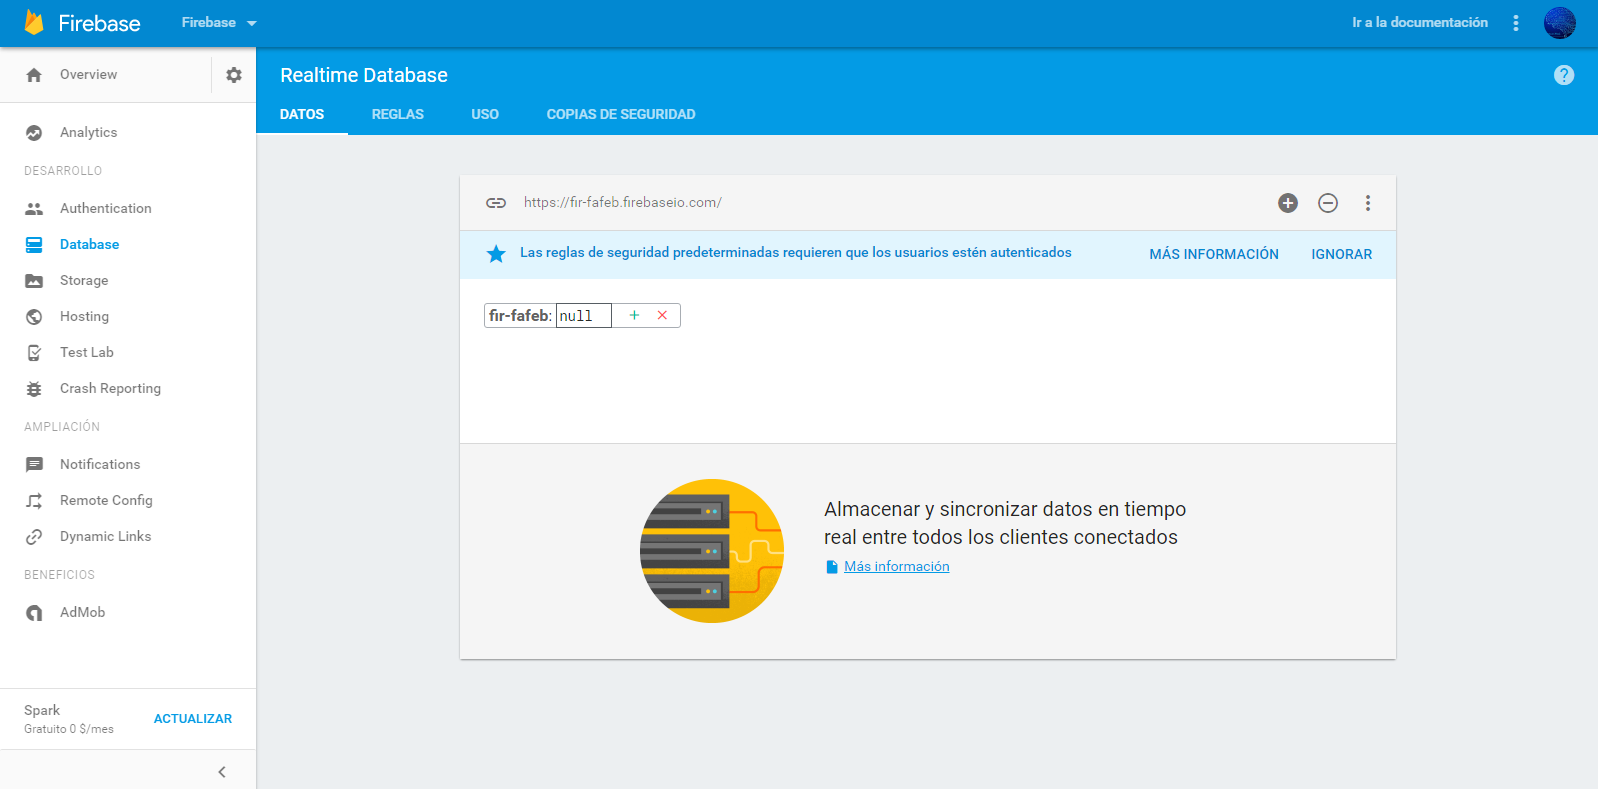 Firebase
Firebase
Ir a la documentación
Overview
Analytics
DESARROLLO
Authentication
Database
Storage
Hosting
Test Lab
Crash Reporting
AMPLIACIÓN
Notifications
Remote Config
Dynamic Links
BENEFICIOS
AdMob
Spark
Gratuito 0 $/mes
ACTUALIZAR
Realtime Database
DATOS REGLAS USO COPIAS DE SEGURIDAD
https://fir-fafeb.firebaseio.com/
Las reglas de seguridad predeterminadas requieren que los usuarios estén autenticados MÁS INFORMACIÓN IGNORAR
fir-fafeb: null
Almacenar y sincronizar datos en tiempo
real entre todos los clientes conectados
Más información